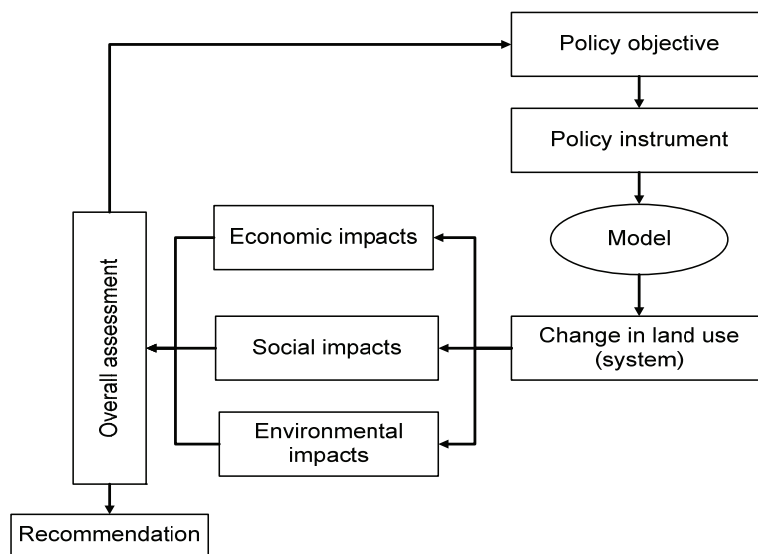 Policy objective
Policy instrument
Model
Change in land use
(system)
Economic impacts
Social impacts
Environmental
impacts
Overall assessment
Recommendation